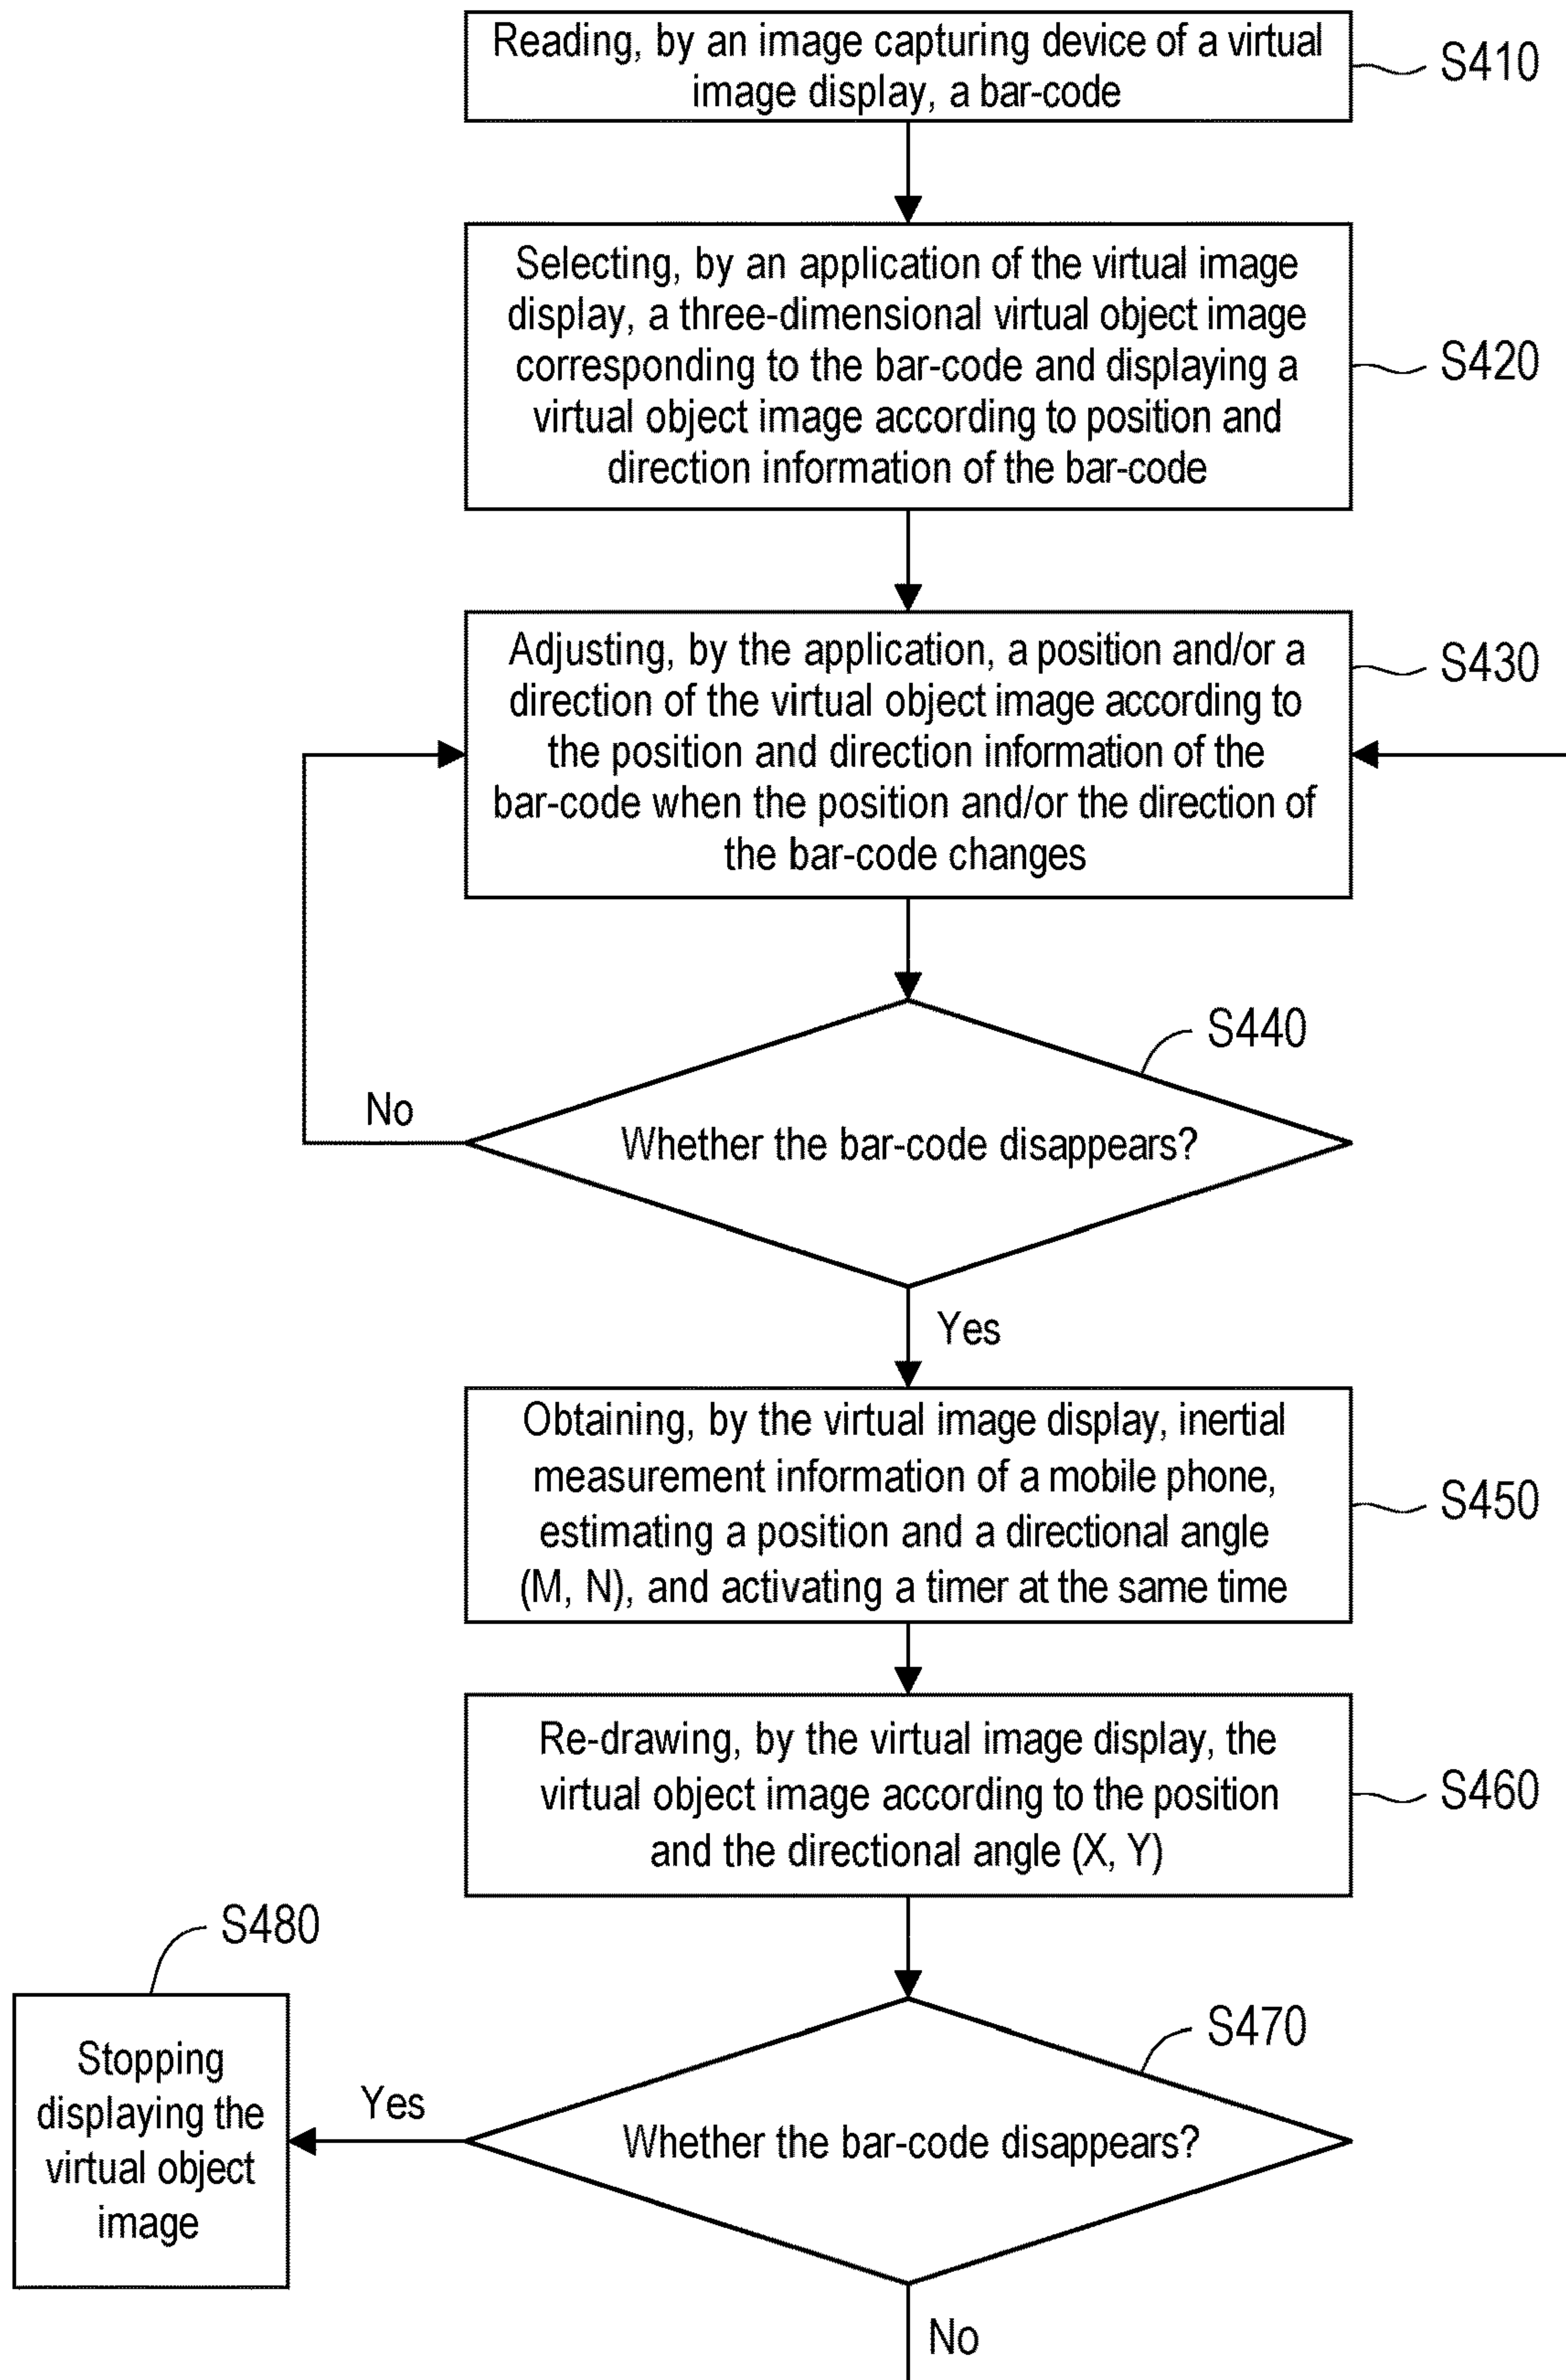 Reading, by an image capturing device of a virtual
image display, a bar-code
S410
Selecting, by an application of the virtual image
display, a three-dimensional virtual object image
corresponding to the bar-code and displaying a
virtual object image according to position and
direction information of the bar-code
S420
Adjusting, by the application, a position and/or a
direction of the virtual object image according to
the position and direction information of the
bar-code when the position and/or the direction of
the bar-code changes
S430
S440
Whether the bar-code disappears?
No
Yes
Obtaining, by the virtual image display, inertial
measurement information of a mobile phone,
estimating a position and a directional angle
(M, N), and activating a timer at the same time
S450
Re-drawing, by the virtual image display, the
virtual object image according to the position
and the directional angle (X, Y)
S460
S470
Whether the bar-code disappears?
Yes
S480
Stopping
displaying the
virtual object
image
No